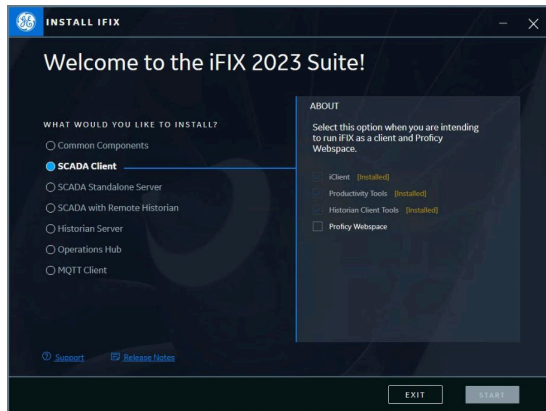 INSTALL IFIX
Welcome to the iFIX 2023 Suite!
WHAT WOULD YOU LIKE TO INSTALL?
Common Components
SCADA Client
SCADA Standalone Server
SCADA with Remote Historian
Historian Server
Operations Hub
MQTT Client
ABOUT
Select this option when you are intending
to run iFIX as a client and Proficy
Webspace.
iClient [Installed]
Productivity Tools [Installed]
Historian Client Tools [Installed]
Proficy Webspace
Support Release Notes
EXIT START